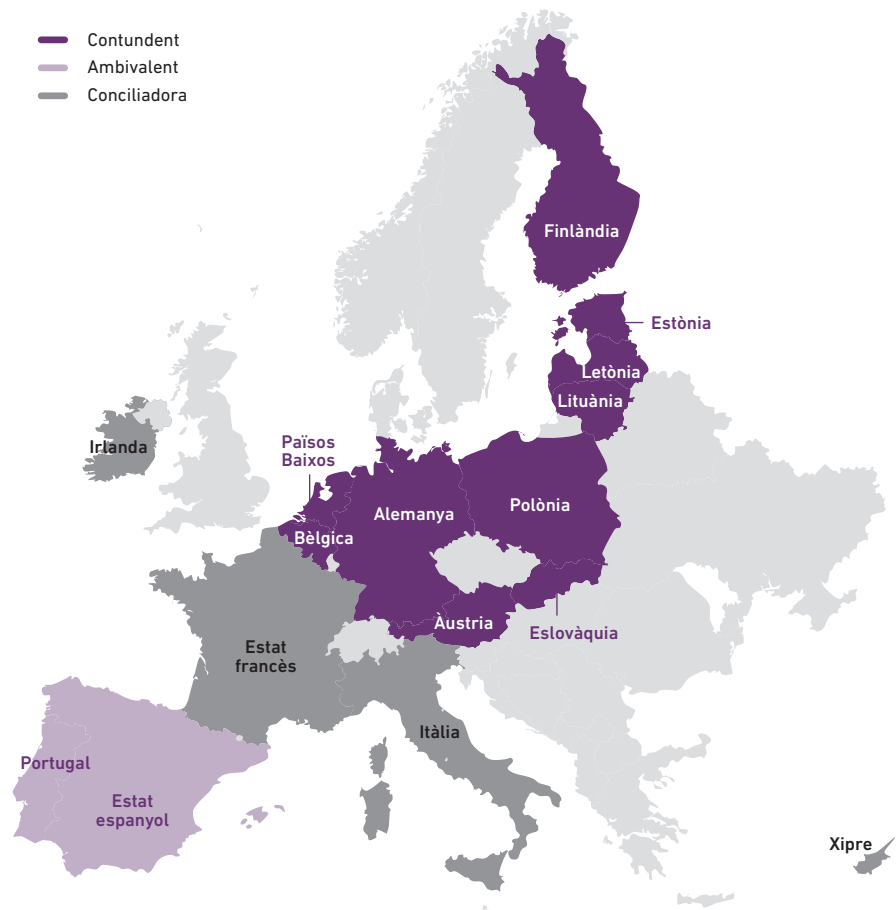 Contundent
Ambivalent
Conciliadora
Finlàndia
Estònia
Letònia
Lituània
Irlanda
Països
Baixos
Alemanya
Polònia
Bèlgica
Àustria
Eslovàquia
Estat
francès
Itàlia
Portugal
Estat
espanyol
Xipre